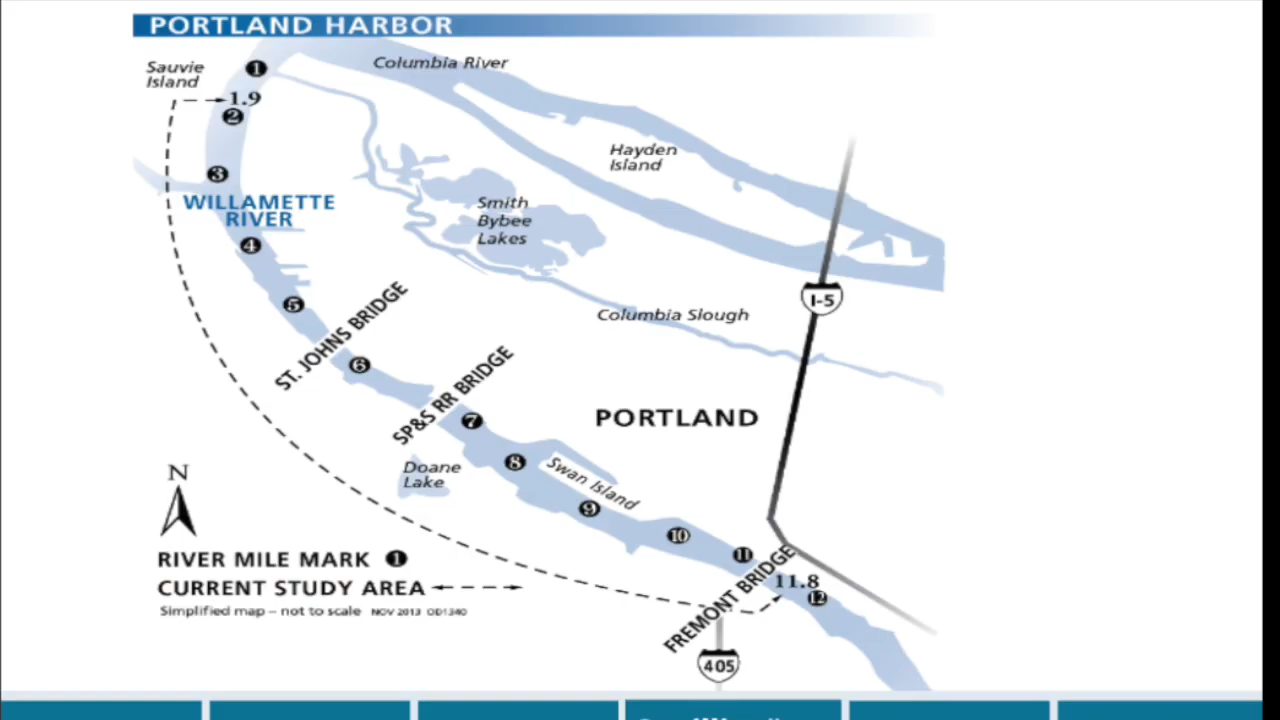 PORTLAND HARBOR
Columbia River
Sauvie
Island
1
1.9
2
3
Hayden
Island
WILLAMETTE
RIVER
Smith
Bybee
Lakes
4
5
I-5
Columbia Slough
ST. JOHNS BRIDGE
6
SP&S RR BRIDGE
7
PORTLAND
8
Doane
Lake
Swan Island
9
10
11
N
RIVER MILE MARK 1
CURRENT STUDY AREA
Simplified map – not to scale NOV 2013 OD1340
FREMONT BRIDGE
11.8
12
405